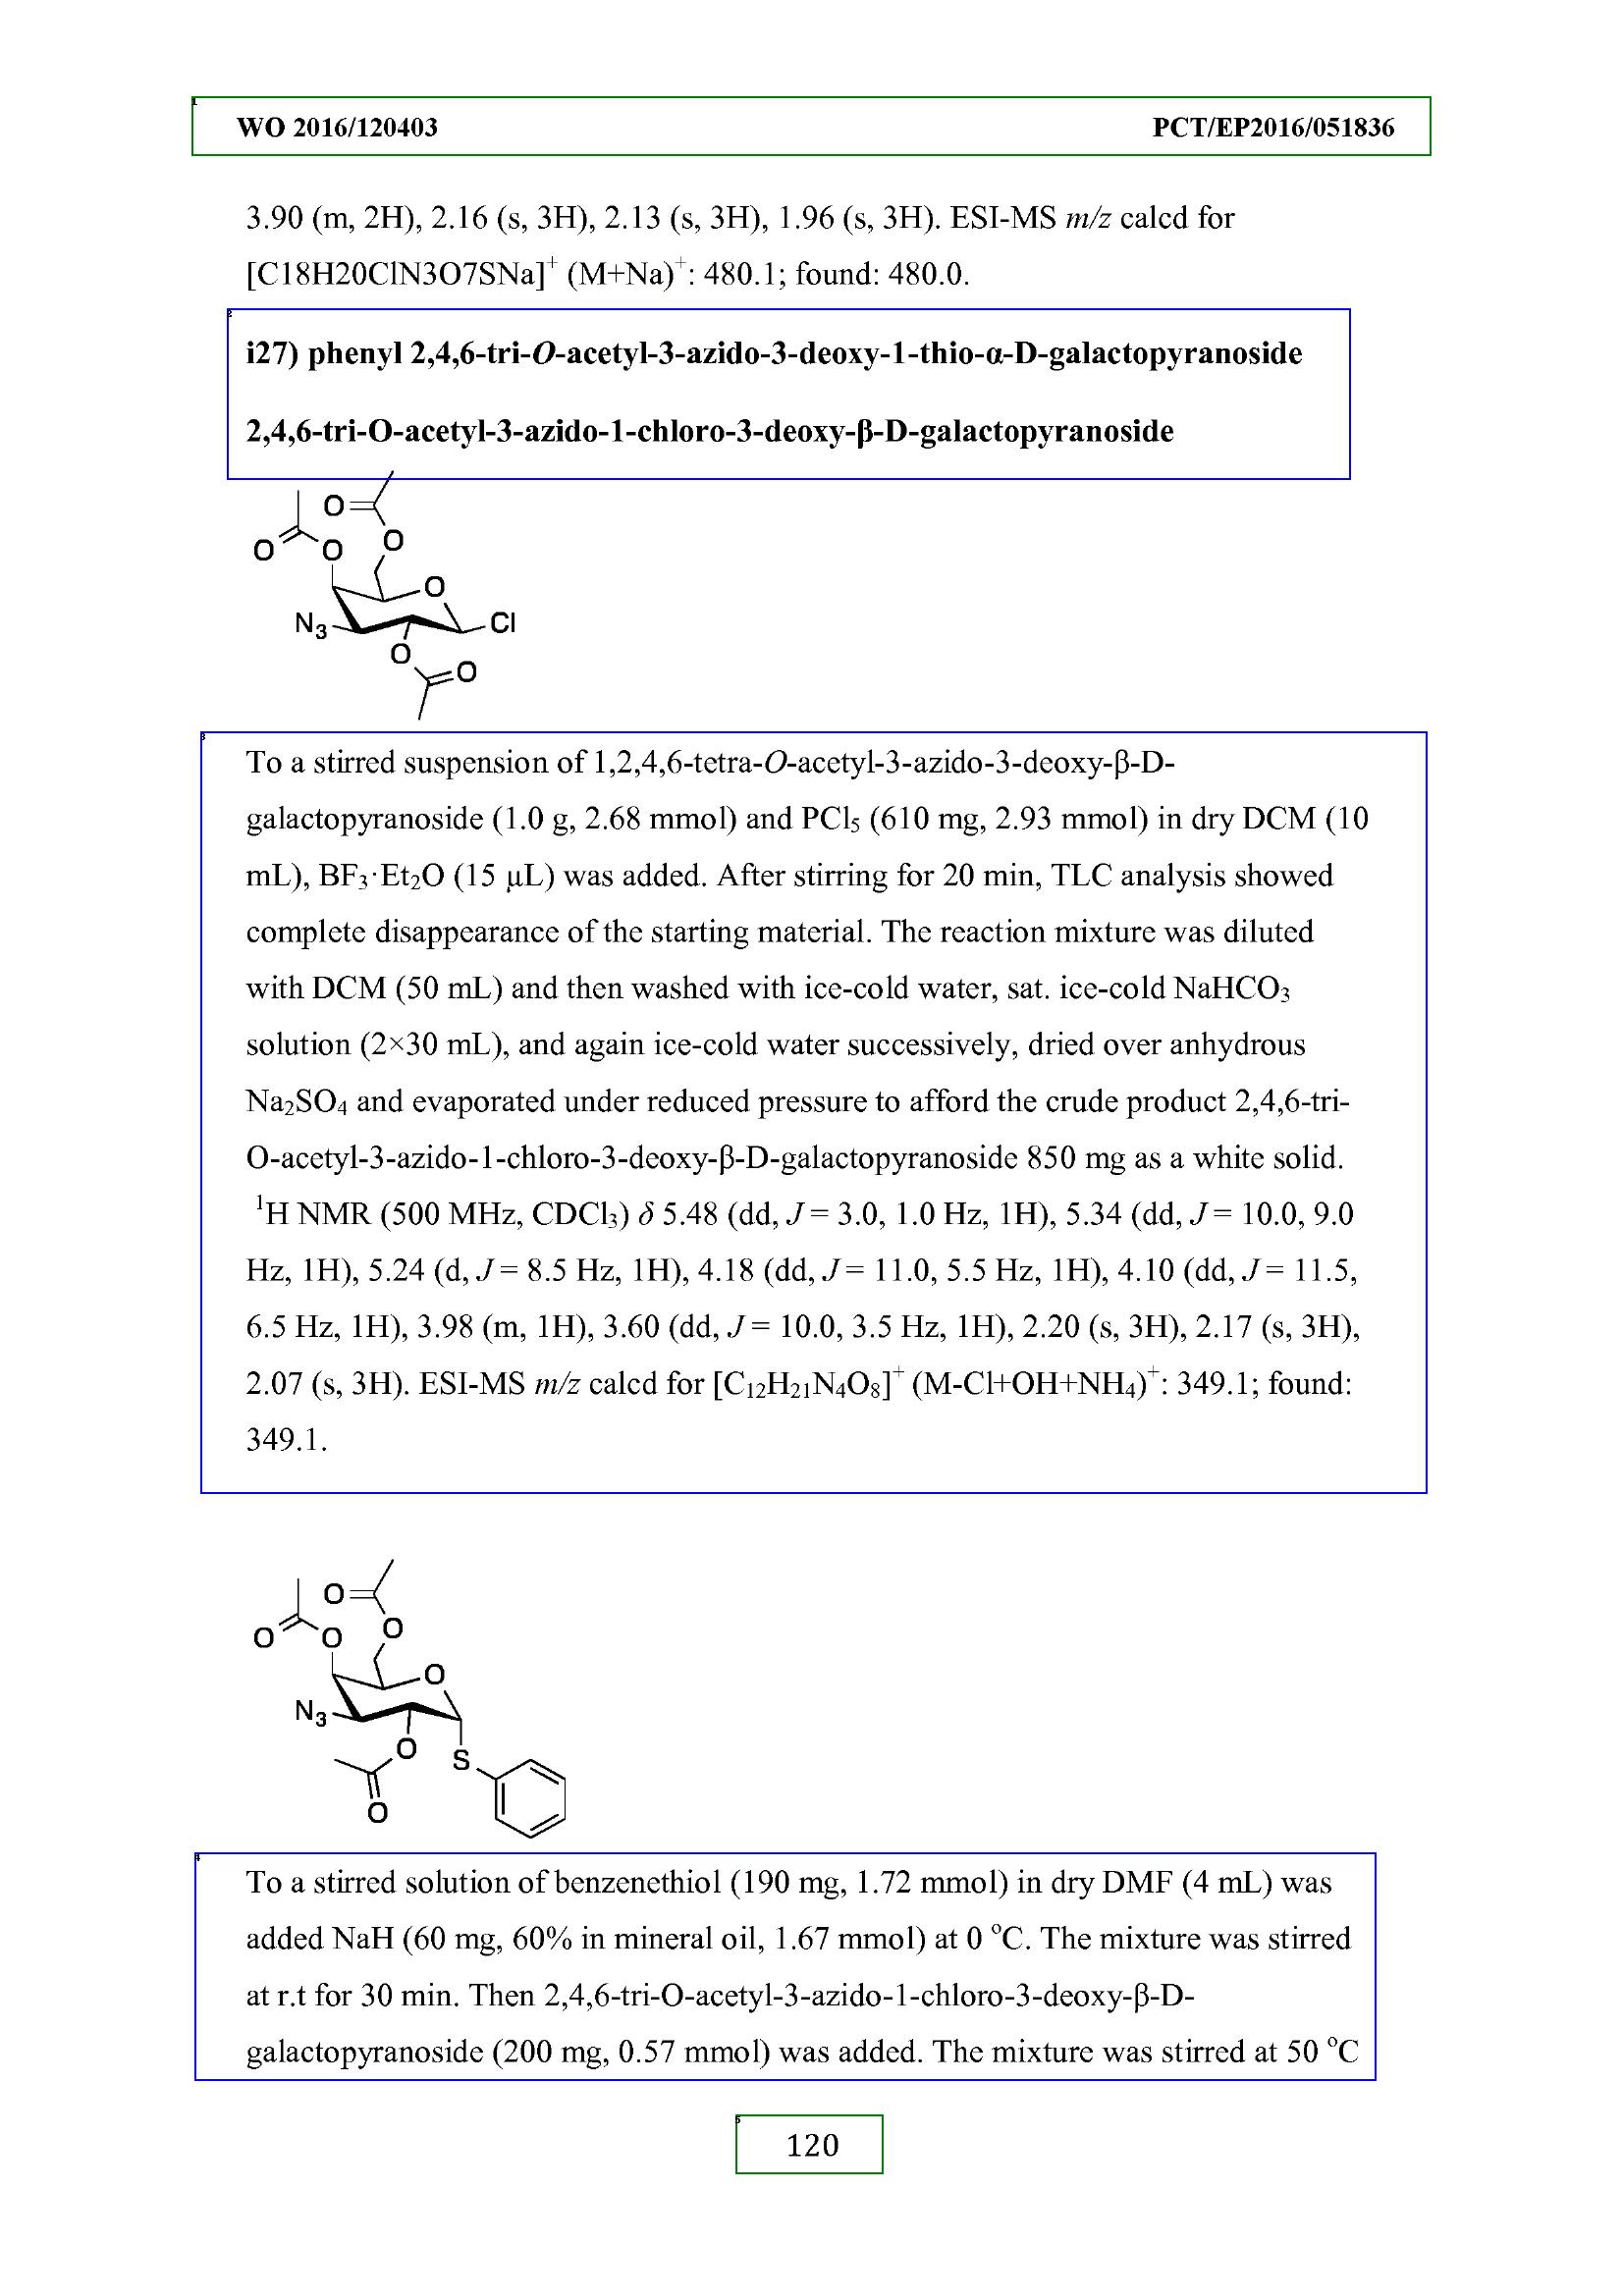 WO 2016/120403 PCT/EP2016/051836
3.90 (m, 2H), 2.16 (s, 3H), 2.13 (s, 3H), 1.96 (s, 3H). ESI-MS m/z calcd for
[C18H20ClN3O7SNa]⁺ (M+Na)⁺: 480.1; found: 480.0.
i27) phenyl 2,4,6-tri-O-acetyl-3-azido-3-deoxy-1-thio-α-D-galactopyranoside
2,4,6-tri-O-acetyl-3-azido-1-chloro-3-deoxy-β-D-galactopyranoside
O
O O
O
O
N₃ Cl
O
O
To a stirred suspension of 1,2,4,6-tetra-O-acetyl-3-azido-3-deoxy-β-D-
galactopyranoside (1.0 g, 2.68 mmol) and PCl₅ (610 mg, 2.93 mmol) in dry DCM (10
mL), BF₃·Et₂O (15 µL) was added. After stirring for 20 min, TLC analysis showed
complete disappearance of the starting material. The reaction mixture was diluted
with DCM (50 mL) and then washed with ice-cold water, sat. ice-cold NaHCO₃
solution (2×30 mL), and again ice-cold water successively, dried over anhydrous
Na₂SO₄ and evaporated under reduced pressure to afford the crude product 2,4,6-tri-
O-acetyl-3-azido-1-chloro-3-deoxy-β-D-galactopyranoside 850 mg as a white solid.
¹H NMR (500 MHz, CDCl₃) δ 5.48 (dd, J = 3.0, 1.0 Hz, 1H), 5.34 (dd, J = 10.0, 9.0
Hz, 1H), 5.24 (d, J = 8.5 Hz, 1H), 4.18 (dd, J = 11.0, 5.5 Hz, 1H), 4.10 (dd, J = 11.5,
6.5 Hz, 1H), 3.98 (m, 1H), 3.60 (dd, J = 10.0, 3.5 Hz, 1H), 2.20 (s, 3H), 2.17 (s, 3H),
2.07 (s, 3H). ESI-MS m/z calcd for [C₁₂H₂₁N₄O₈]⁺ (M-Cl+OH+NH₄)⁺: 349.1; found:
349.1.
O
O
O O
O
N₃
O
S
O
To a stirred solution of benzenethiol (190 mg, 1.72 mmol) in dry DMF (4 mL) was
added NaH (60 mg, 60% in mineral oil, 1.67 mmol) at 0 °C. The mixture was stirred
at r.t for 30 min. Then 2,4,6-tri-O-acetyl-3-azido-1-chloro-3-deoxy-β-D-
galactopyranoside (200 mg, 0.57 mmol) was added. The mixture was stirred at 50 °C
120